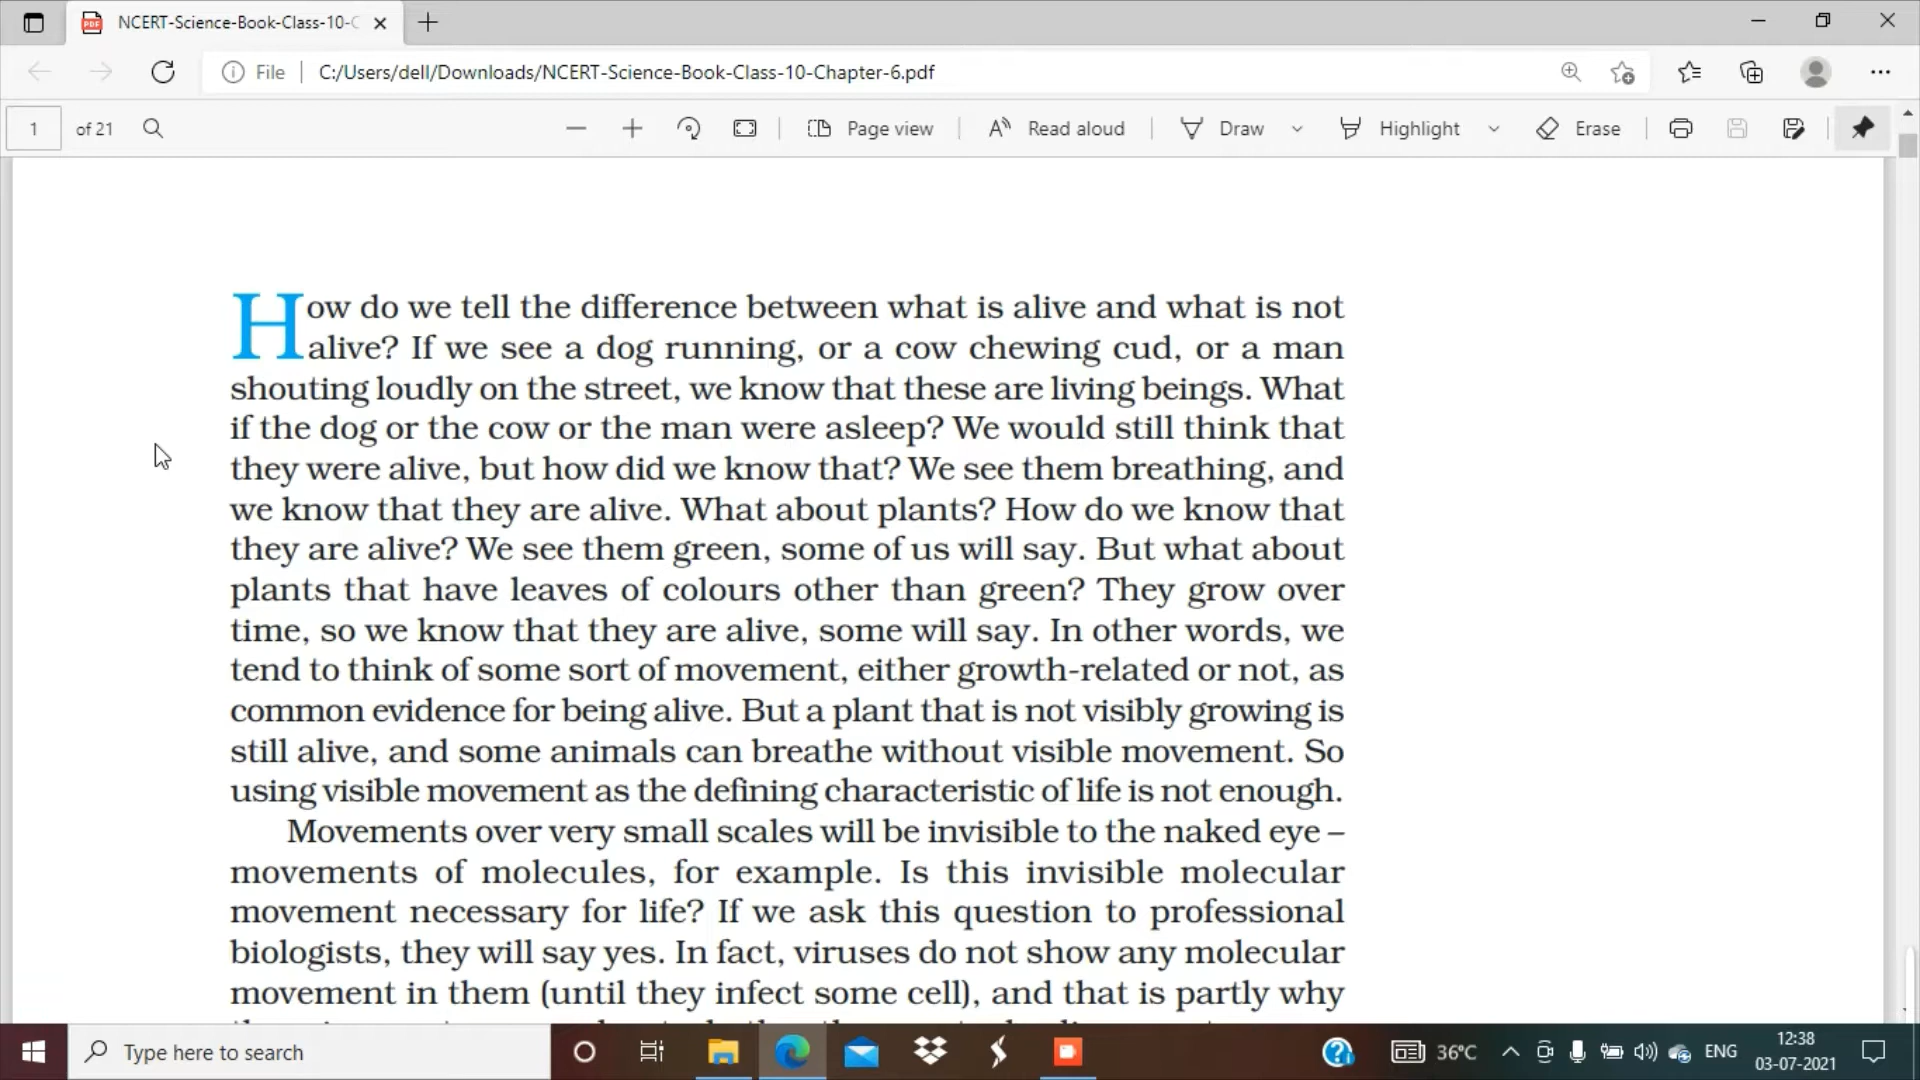 NCERT-Science-Book-Class-10-C
File
C:/Users/dell/Downloads/NCERT-Science-Book-Class-10-Chapter-6.pdf
1 of 21
Page view
Read aloud
Draw
Highlight
Erase
How do we tell the difference between what is alive and what is not
alive? If we see a dog running, or a cow chewing cud, or a man
shouting loudly on the street, we know that these are living beings. What
if the dog or the cow or the man were asleep? We would still think that
they were alive, but how did we know that? We see them breathing, and
we know that they are alive. What about plants? How do we know that
they are alive? We see them green, some of us will say. But what about
plants that have leaves of colours other than green? They grow over
time, so we know that they are alive, some will say. In other words, we
tend to think of some sort of movement, either growth-related or not, as
common evidence for being alive. But a plant that is not visibly growing is
still alive, and some animals can breathe without visible movement. So
using visible movement as the defining characteristic of life is not enough.
Movements over very small scales will be invisible to the naked eye –
movements of molecules, for example. Is this invisible molecular
movement necessary for life? If we ask this question to professional
biologists, they will say yes. In fact, viruses do not show any molecular
movement in them (until they infect some cell), and that is partly why
Type here to search
36°C
ENG
12:38
03-07-2021